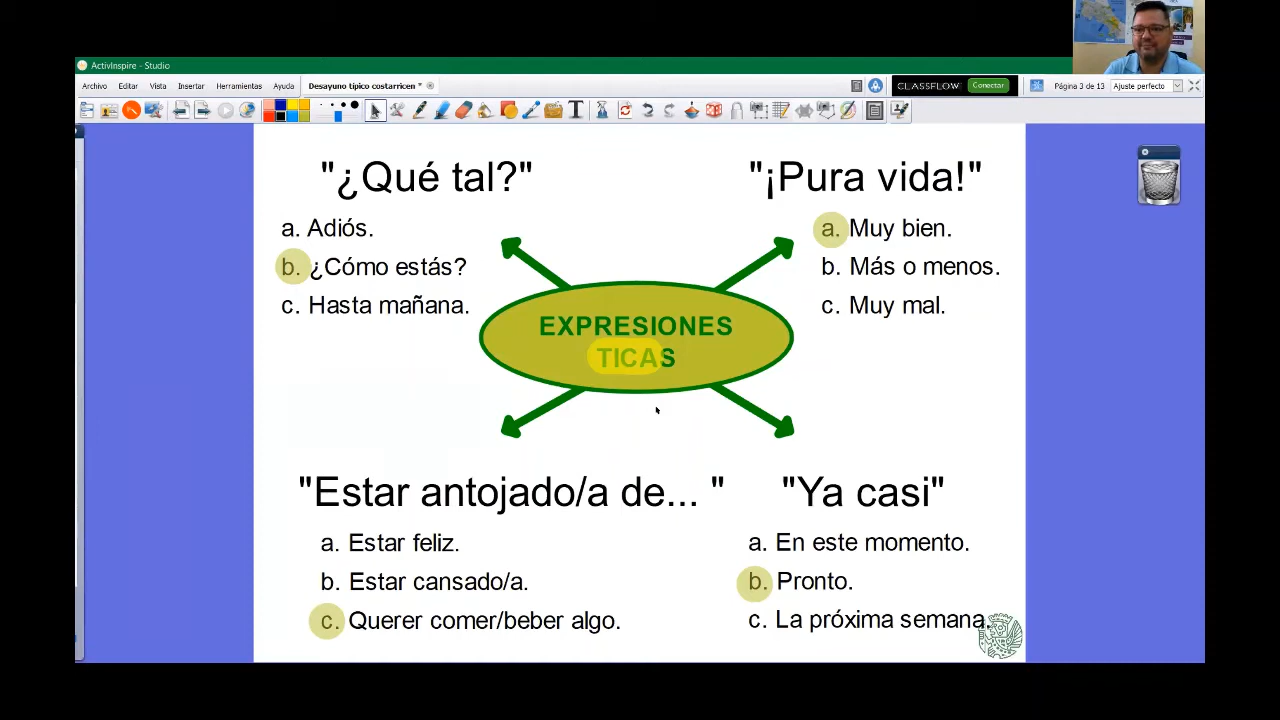 ActivInspire - Studio
Archivo Editar Vista Insertar Herramientas Ayuda Desayuno típico costarricen * CLASSFLOW Conectar Página 3 de 13 Ajuste perfecto
"¿Qué tal?"
a. Adiós.
b. ¿Cómo estás?
c. Hasta mañana.
"¡Pura vida!"
a. Muy bien.
b. Más o menos.
c. Muy mal.
EXPRESIONES
TICAS
"Estar antojado/a de... "
a. Estar feliz.
b. Estar cansado/a.
c. Querer comer/beber algo.
"Ya casi"
a. En este momento.
b. Pronto.
c. La próxima semana.